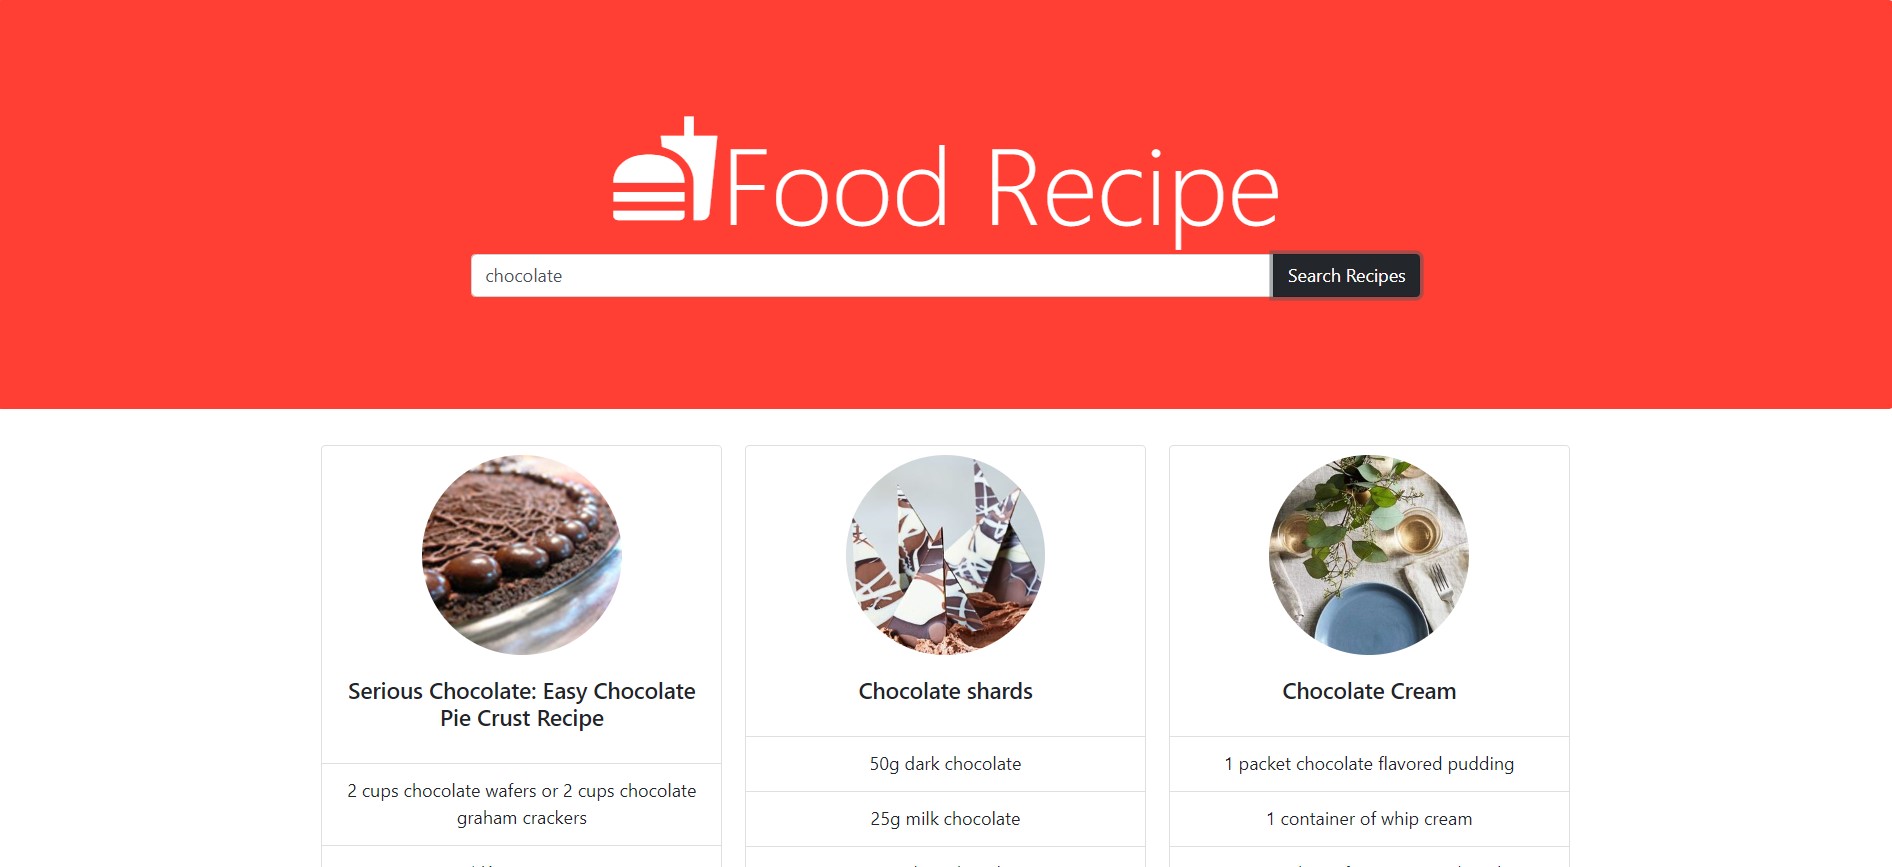 Food Recipe
chocolate
Search Recipes
Serious Chocolate: Easy Chocolate
Pie Crust Recipe
2 cups chocolate wafers or 2 cups chocolate
graham crackers
Chocolate shards
50g dark chocolate
25g milk chocolate
Chocolate Cream
1 packet chocolate flavored pudding
1 container of whip cream